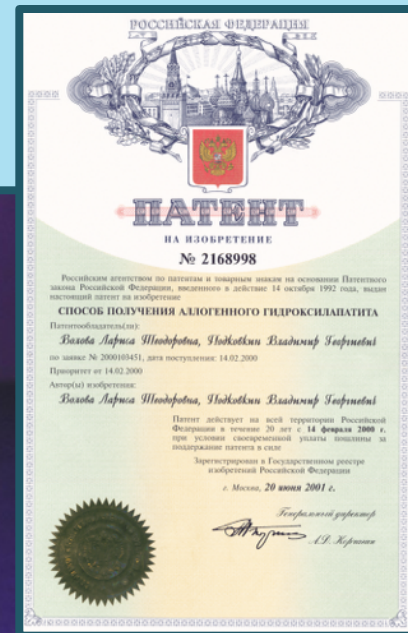 РОССИЙСКАЯ ФЕДЕРАЦИЯ
ПАТЕНТ
НА ИЗОБРЕТЕНИЕ
№ 2168998
Российским агентством по патентам и товарным знакам на основании Патентного
закона Российской Федерации, введенного в действие 14 октября 1992 года, выдан
настоящий патент на изобретение
СПОСОБ ПОЛУЧЕНИЯ АЛЛОГЕННОГО ГИДРОКСИЛАПАТИТА
Патентообладатель(ли):
Волова Лариса Теодоровна, Подковкин Владимир Георгиевич
по заявке № 2000103451, дата поступления: 14.02.2000
Приоритет от 14.02.2000
Автор(ы) изобретения:
Волова Лариса Теодоровна, Подковкин Владимир Георгиевич
Патент действует на всей территории Российской
Федерации в течение 20 лет с 14 февраля 2000 г.
при условии своевременной уплаты пошлины за
поддержание патента в силе
Зарегистрирован в Государственном реестре
изобретений Российской Федерации
г. Москва, 20 июня 2001 г.
Генеральный директор
А.Д. Корчагин